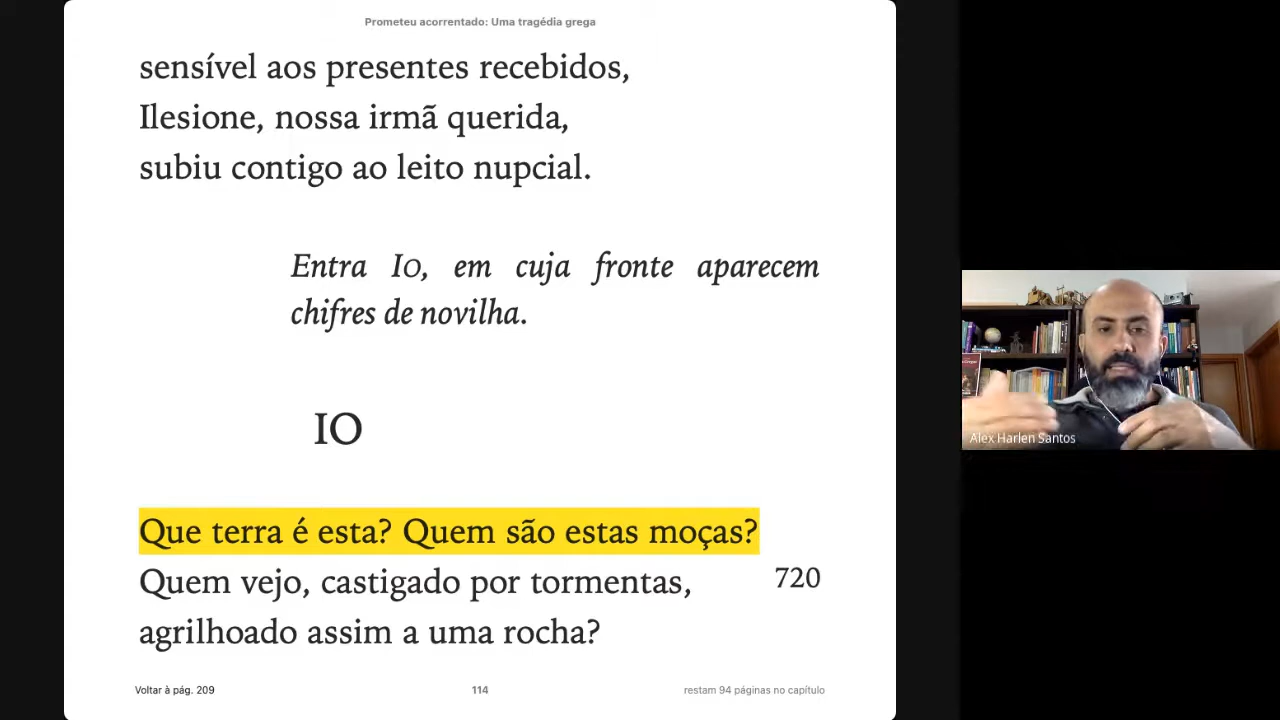 Prometeu acorrentado: Uma tragédia grega
sensível aos presentes recebidos,
Ilesione, nossa irmã querida,
subiu contigo ao leito nupcial.
Entra Io, em cuja fronte aparecem
chifres de novilha.
IO
Que terra é esta? Quem são estas moças?
Quem vejo, castigado por tormentas, 720
agrilhoado assim a uma rocha?
Voltar à pág. 209 114 restam 94 páginas no capítulo
Alex Harlen Santos